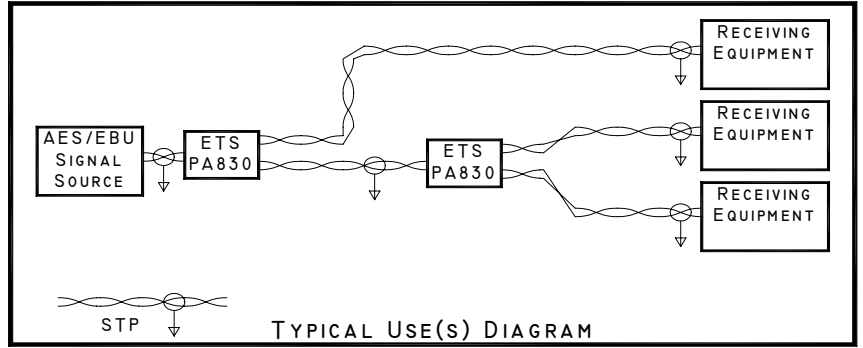 RECEIVING
EQUIPMENT
AES/EBU
SIGNAL
SOURCE
ETS
PA830
ETS
PA830
RECEIVING
EQUIPMENT
RECEIVING
EQUIPMENT
STP
TYPICAL USE(S) DIAGRAM